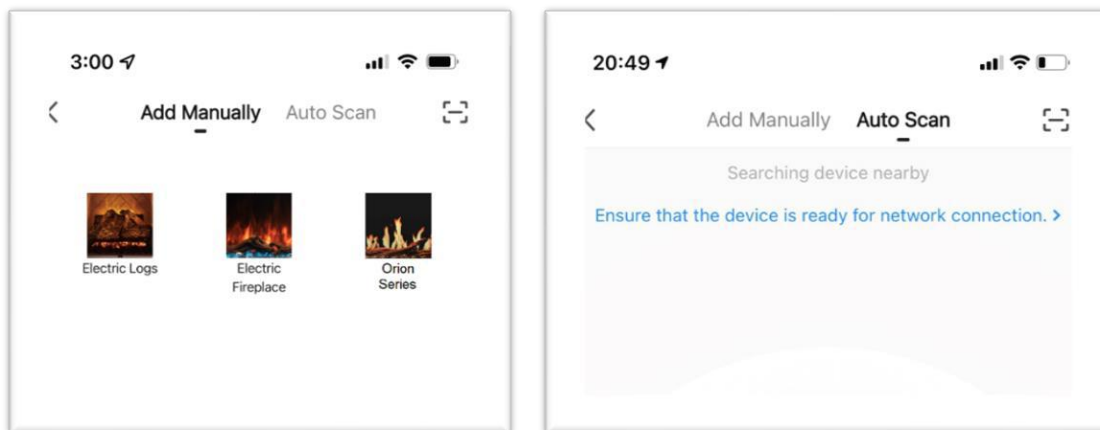 3:00
Add Manually Auto Scan
Electric Logs
Electric
Fireplace
Orion
Series
20:49
Add Manually Auto Scan
Searching device nearby
Ensure that the device is ready for network connection. >